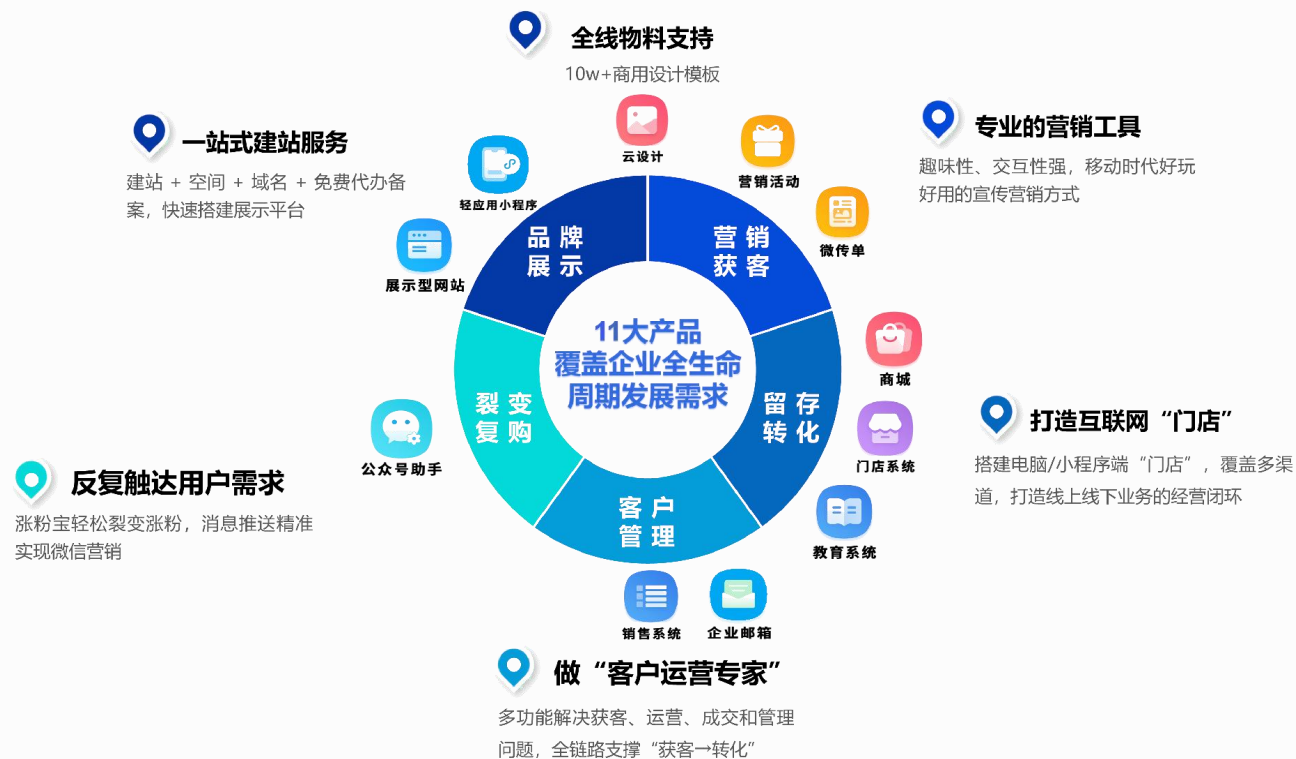 全线物料支持
10w+商用设计模板
一站式建站服务
建站 + 空间 + 域名 + 免费代办备
案，快速搭建展示平台
专业的营销工具
趣味性、交互性强，移动时代好玩
好用的宣传营销方式
云设计
营销活动
轻应用小程序
微传单
展示型网站
品牌
展示
营销
获客
11大产品
覆盖企业全生命
周期发展需求
商城
裂变
复购
留存
转化
门店系统
公众号助手
打造互联网“门店”
搭建电脑/小程序端“门店”，覆盖多渠
道，打造线上线下业务的经营闭环
反复触达用户需求
涨粉宝轻松裂变涨粉，消息推送精准
实现微信营销
客户
管理
教育系统
销售系统
企业邮箱
做“客户运营专家”
多功能解决获客、运营、成交和管理
问题，全链路支撑“获客→转化”